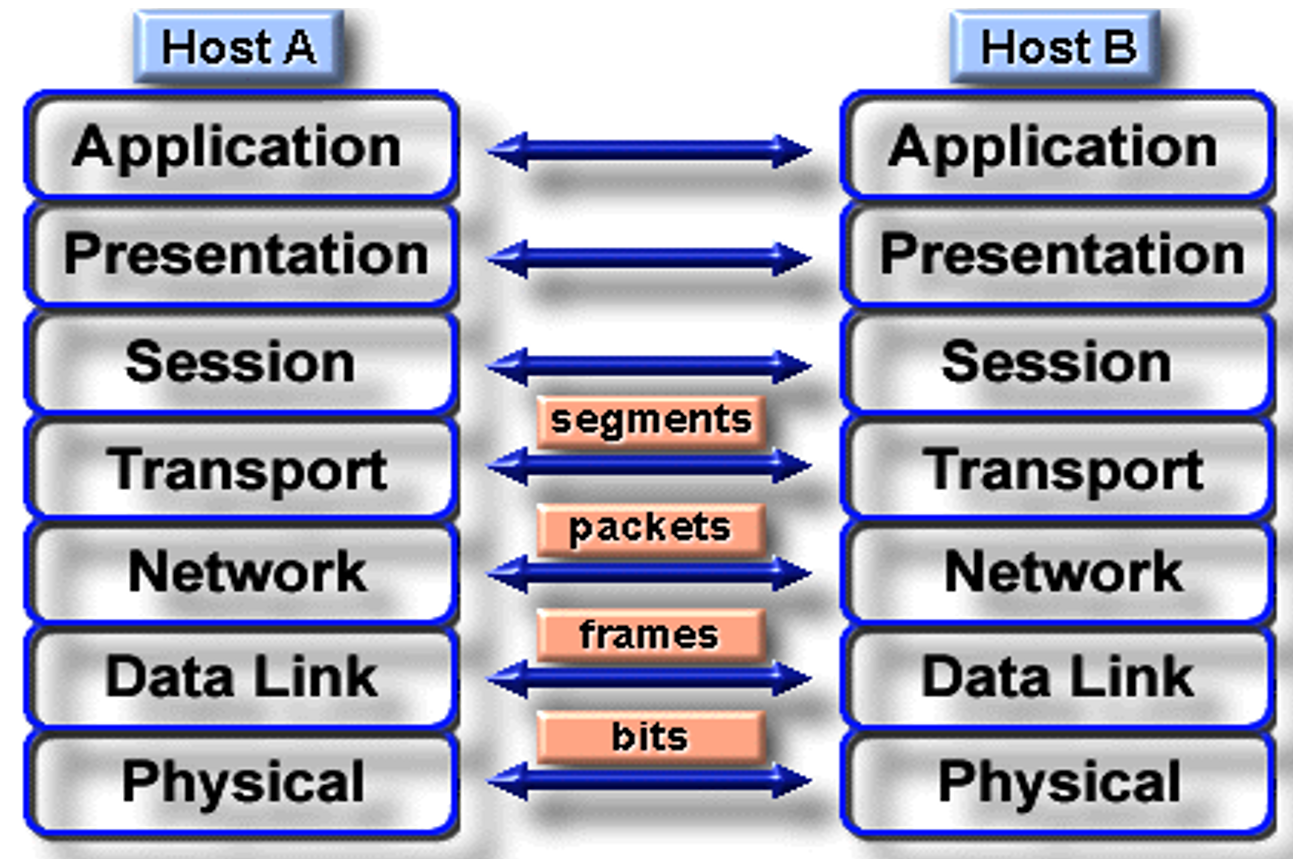 Host A
Host B
Application
Application
Presentation
Presentation
Session
Session
segments
Transport
Transport
packets
Network
Network
frames
Data Link
Data Link
bits
Physical
Physical